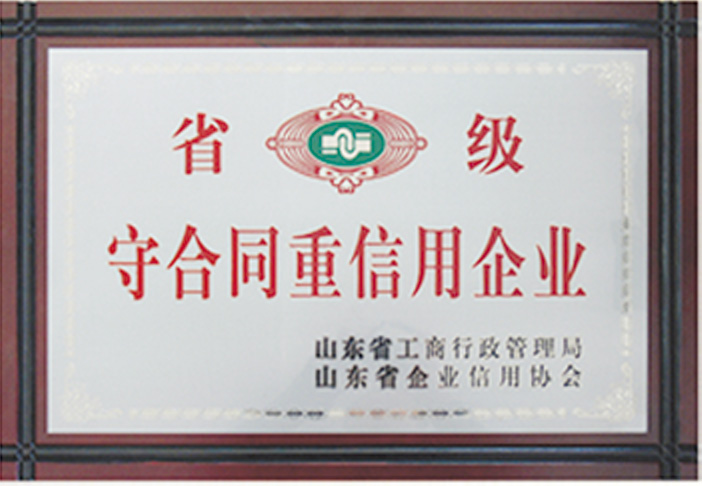 省 级
守合同重信用企业
山东省工商行政管理局
山东省企业信用协会